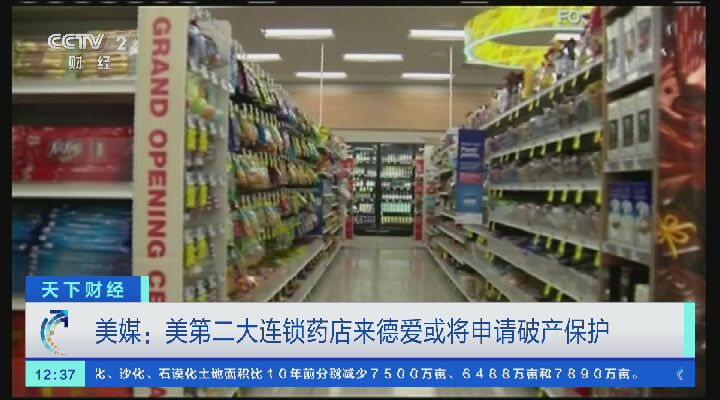 CCTV 2
财经
GRAND OPENING CE
FO
天下财经
美媒：美第二大连锁药店来德爱或将申请破产保护
12:37
化、沙化、石漠化土地面积比10年前分别减少7500万亩、6488万亩和7890万亩。